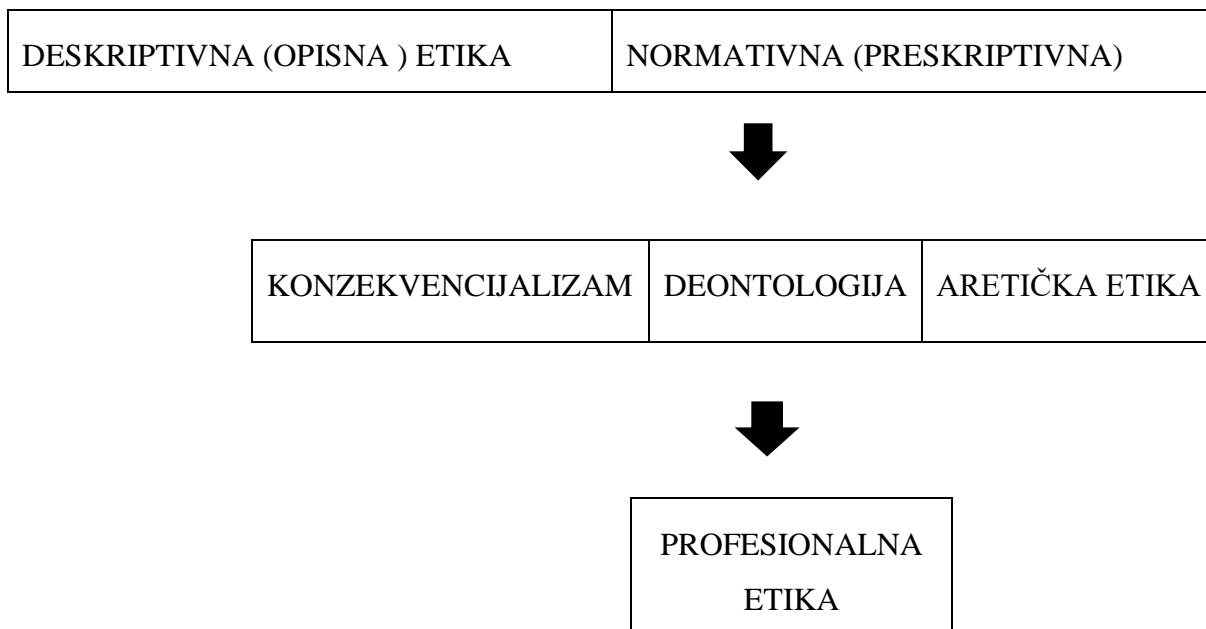 DESKRIPTIVNA (OPISNA ) ETIKA
NORMATIVNA (PRESKRIPTIVNA)
KONZEKVENCIJALIZAM
DEONTOLOGIJA
ARETIČKA ETIKA
PROFESIONALNA
ETIKA